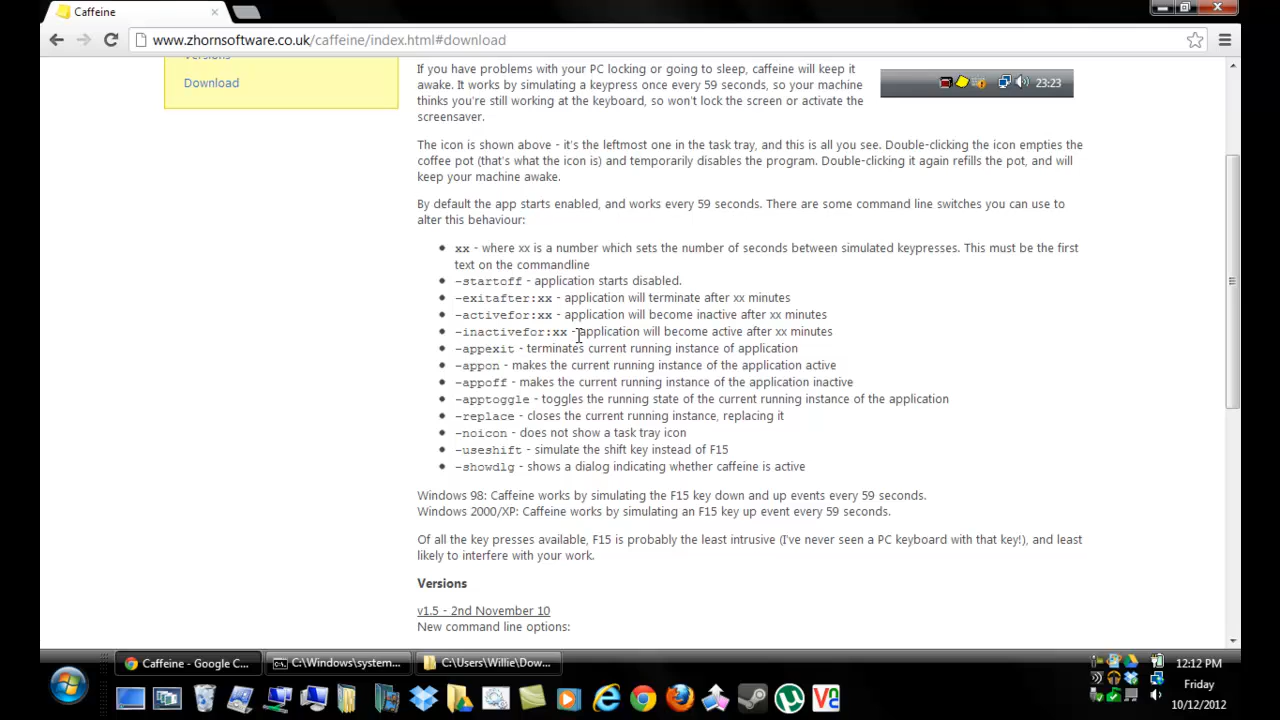 Caffeine
www.zhornsoftware.co.uk/caffeine/index.html#download
Download
If you have problems with your PC locking or going to sleep, caffeine will keep it
awake. It works by simulating a keypress once every 59 seconds, so your machine
thinks you're still working at the keyboard, so won't lock the screen or activate the
screensaver.
23:23
The icon is shown above - it's the leftmost one in the task tray, and this is all you see. Double-clicking the icon empties the
coffee pot (that's what the icon is) and temporarily disables the program. Double-clicking it again refills the pot, and will
keep your machine awake.
By default the app starts enabled, and works every 59 seconds. There are some command line switches you can use to
alter this behaviour:
xx - where xx is a number which sets the number of seconds between simulated keypresses. This must be the first
text on the commandline
-startoff - application starts disabled.
-exitafter:xx - application will terminate after xx minutes
-activefor:xx - application will become inactive after xx minutes
-inactivefor:xx - application will become active after xx minutes
-appexit - terminates current running instance of application
-appon - makes the current running instance of the application active
-appoff - makes the current running instance of the application inactive
-apptoggle - toggles the running state of the current running instance of the application
-replace - closes the current running instance, replacing it
-noicon - does not show a task tray icon
-useshift - simulate the shift key instead of F15
-showdlg - shows a dialog indicating whether caffeine is active
Windows 98: Caffeine works by simulating the F15 key down and up events every 59 seconds.
Windows 2000/XP: Caffeine works by simulating an F15 key up event every 59 seconds.
Of all the key presses available, F15 is probably the least intrusive (I've never seen a PC keyboard with that key!), and least
likely to interfere with your work.
Versions
v1.5 - 2nd November 10
New command line options:
Caffeine - Google C...
C:\Windows\system...
C:\Users\Willie\Dow...
12:12 PM
Friday
10/12/2012